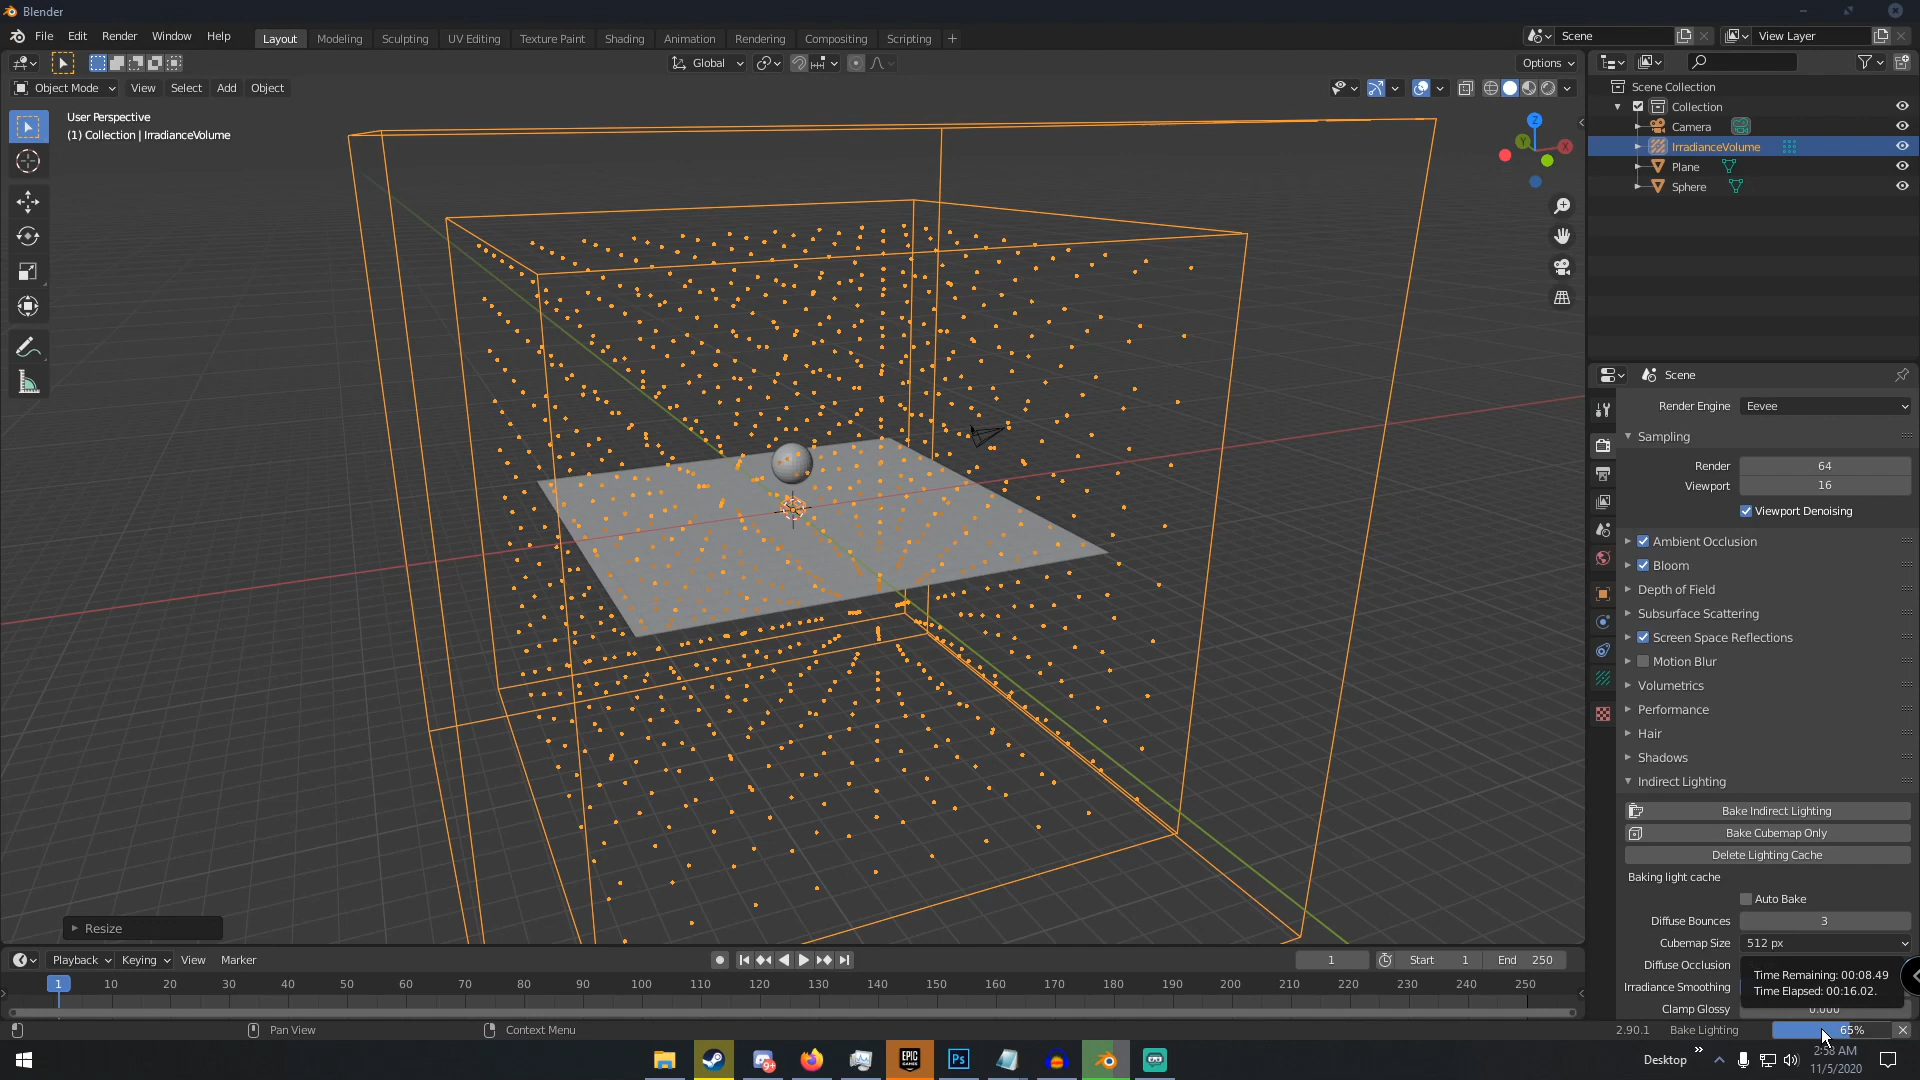 Blender
File Edit Render Window Help
Layout Modeling Sculpting UV Editing Texture Paint Shading Animation Rendering Compositing Scripting +
Scene View Layer
Global Options
Object Mode View Select Add Object
User Perspective
(1) Collection | IrradianceVolume
Z
Y
X
Scene Collection
Collection
Camera
IrradianceVolume
Plane
Sphere
Scene
Render Engine Eevee
Sampling
Render 64
Viewport 16
Viewport Denoising
Ambient Occlusion
Bloom
Depth of Field
Subsurface Scattering
Screen Space Reflections
Motion Blur
Volumetrics
Performance
Hair
Shadows
Indirect Lighting
Bake Indirect Lighting
Bake Cubemap Only
Delete Lighting Cache
Baking light cache
Auto Bake
Diffuse Bounces 3
Cubemap Size 512 px
Diffuse Occlusion
Irradiance Smoothing
Clamp Glossy 0.000
Time Remaining: 00:08.49
Time Elapsed: 00:16.02.
Resize
Playback Keying View Marker
1 Start 1 End 250
1 10 20 30 40 50 60 70 80 90 100 110 120 130 140 150 160 170 180 190 200 210 220 230 240 250
Pan View Context Menu
2.90.1 Bake Lighting 65%
EPIC GAMES
Ps
9+
Desktop
2:58 AM
11/5/2020